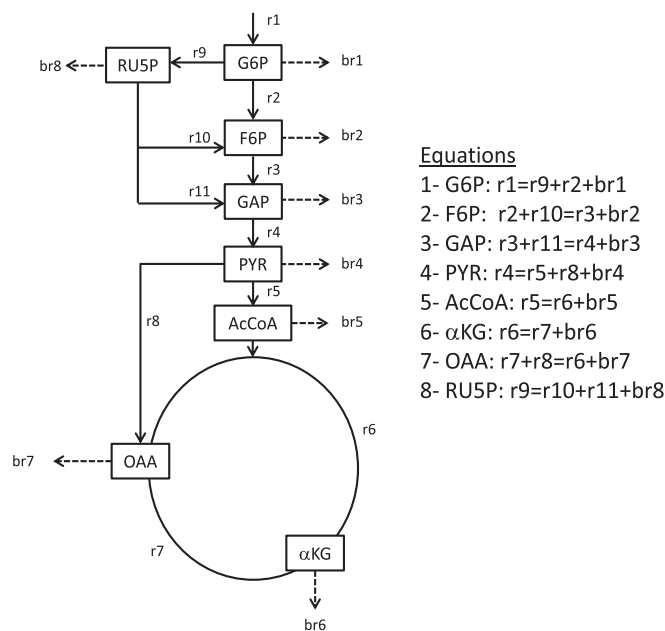 r1
br8
RU5P
r9
G6P
br1
r2
r10
F6P
br2
r3
r11
GAP
br3
r4
PYR
br4
r5
r8
AcCoA
br5
r6
br7
OAA
r7
αKG
br6
Equations
1- G6P: r1=r9+r2+br1
2- F6P: r2+r10=r3+br2
3- GAP: r3+r11=r4+br3
4- PYR: r4=r5+r8+br4
5- AcCoA: r5=r6+br5
6- αKG: r6=r7+br6
7- OAA: r7+r8=r6+br7
8- RU5P: r9=r10+r11+br8